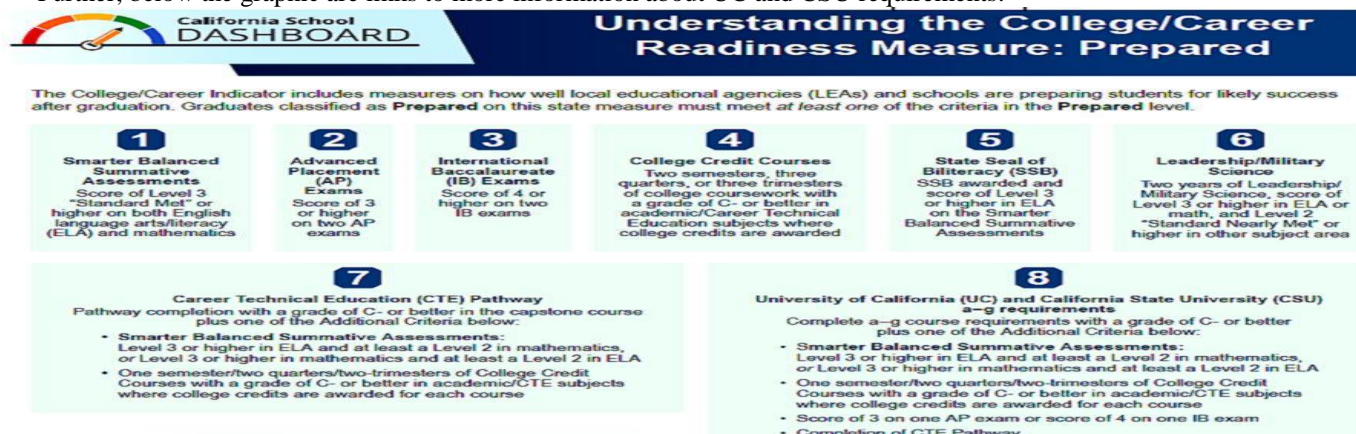 Further, below the graphic are links to more information about UC and CSU requirements.
California School
DASHBOARD
Understanding the College/Career
Readiness Measure: Prepared
The College/Career Indicator includes measures on how well local educational agencies (LEAs) and schools are preparing students for likely success
after graduation. Graduates classified as Prepared on this state measure must meet at least one of the criteria in the Prepared level.
1
Smarter Balanced
Summative
Assessments
Score of Level 3
"Standard Met" or
higher on both English
language arts/literacy
(ELA) and mathematics
2
Advanced
Placement
(AP)
Exams
Score of 3
or higher
on two AP
exams
3
International
Baccalaureate
(IB) Exams
Score of 4 or
higher on two
IB exams
4
College Credit Courses
Two semesters, three
quarters, or three trimesters
of college coursework with
a grade of C- or better in
academic/Career Technical
Education subjects where
college credits are awarded
5
State Seal of
Biliteracy (SSB)
SSB awarded and
score of Level 3
or higher in ELA
on the Smarter
Balanced Summative
Assessments
6
Leadership/Military
Science
Two years of Leadership/
Military Science, score of
Level 3 or higher in ELA or
math, and Level 2
"Standard Nearly Met" or
higher in other subject area
7
Career Technical Education (CTE) Pathway
Pathway completion with a grade of C- or better in the capstone course
plus one of the Additional Criteria below:
• Smarter Balanced Summative Assessments:
Level 3 or higher in ELA and at least a Level 2 in mathematics,
or Level 3 or higher in mathematics and at least a Level 2 in ELA
• One semester/two quarters/two-trimesters of College Credit
Courses with a grade of C- or better in academic/CTE subjects
where college credits are awarded for each course
8
University of California (UC) and California State University (CSU)
a–g requirements
Complete a–g course requirements with a grade of C- or better
plus one of the Additional Criteria below:
• Smarter Balanced Summative Assessments:
Level 3 or higher in ELA and at least a Level 2 in mathematics,
or Level 3 or higher in mathematics and at least a Level 2 in ELA
• One semester/two quarters/two-trimesters of College Credit
Courses with a grade of C- or better in academic/CTE subjects
where college credits are awarded for each course
• Score of 3 on one AP exam or score of 4 on one IB exam
• Completion of CTE Pathway